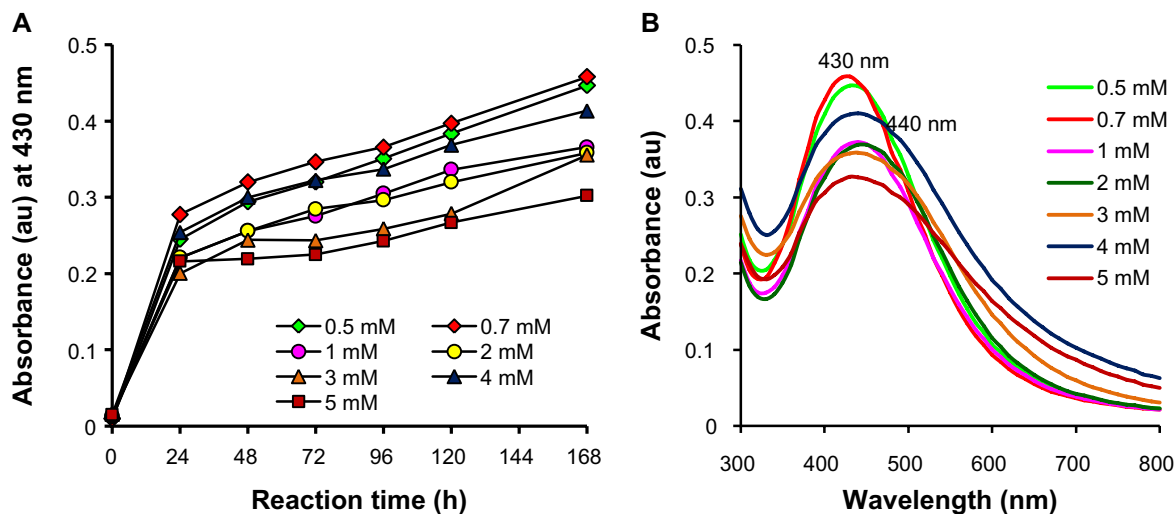 A
Absorbance (au) at 430 nm
0.5
0.4
0.3
0.2
0.1
0
0.5 mM
0.7 mM
1 mM
2 mM
3 mM
4 mM
5 mM
0 24 48 72 96 120 144 168
Reaction time (h)
B
Absorbance (au)
0.5
0.4
0.3
0.2
0.1
0
430 nm
440 nm
0.5 mM
0.7 mM
1 mM
2 mM
3 mM
4 mM
5 mM
300 400 500 600 700 800
Wavelength (nm)